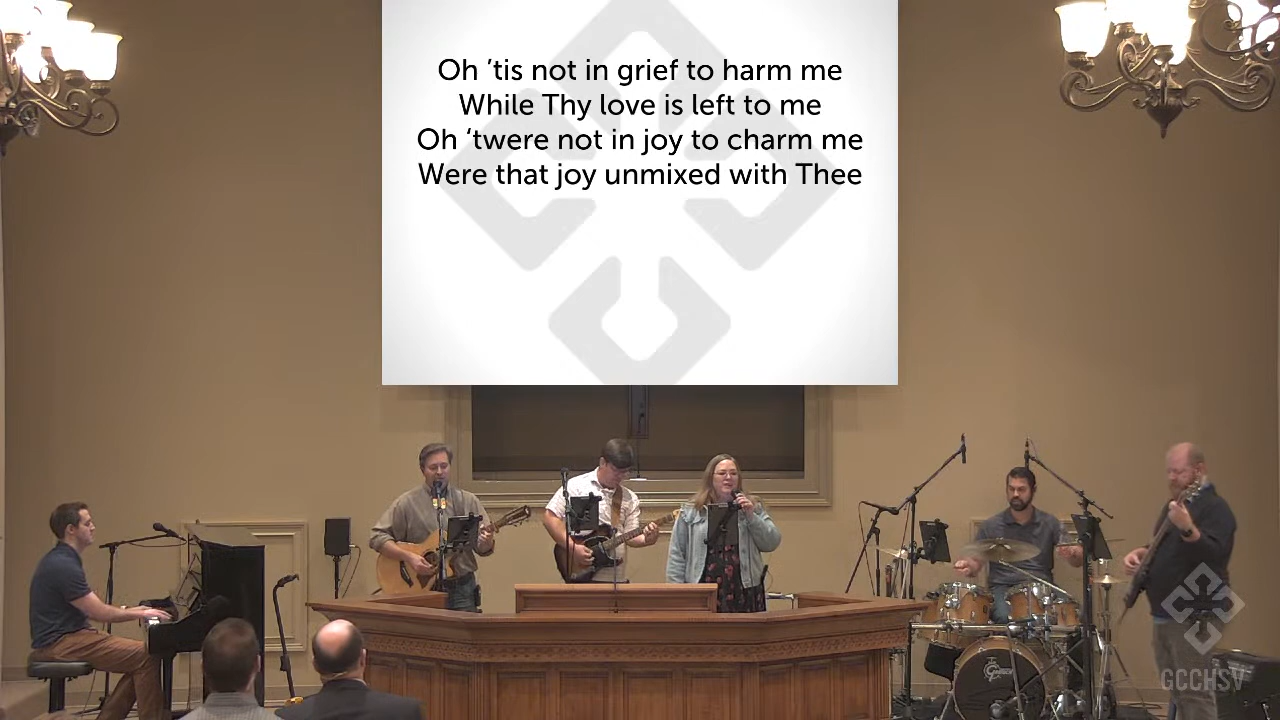 Oh ’tis not in grief to harm me
While Thy love is left to me
Oh ‘twere not in joy to charm me
Were that joy unmixed with Thee
GCCHSV